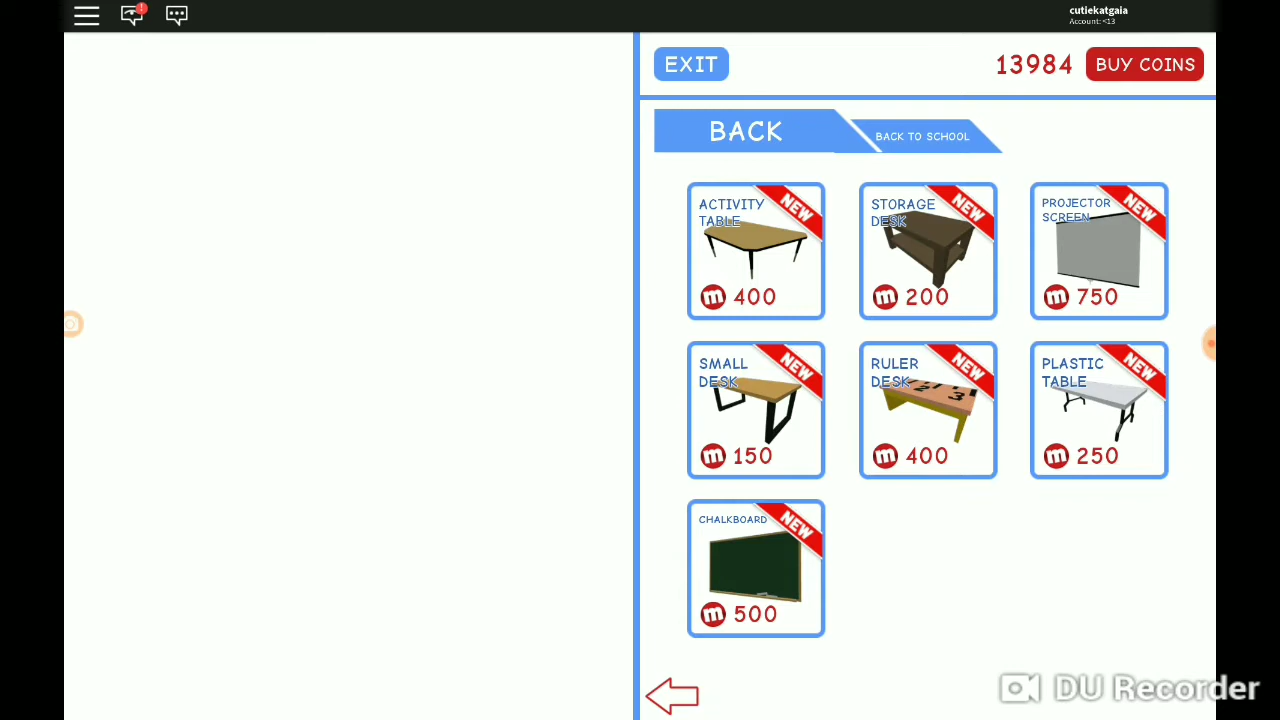 cutiekatgaia
Account: <13
EXIT
13984
BUY COINS
BACK
BACK TO SCHOOL
ACTIVITY
TABLE
NEW
400
STORAGE
DESK
NEW
200
PROJECTOR
SCREEN
NEW
750
SMALL
DESK
NEW
150
RULER
DESK
NEW
2
3
400
PLASTIC
TABLE
NEW
250
CHALKBOARD
NEW
500
DU Recorder